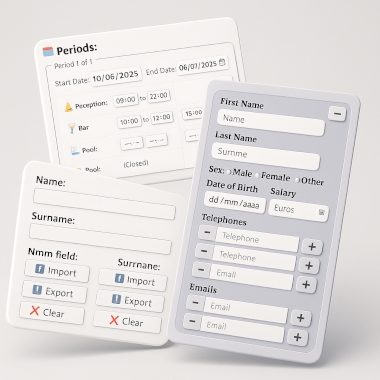 Periods:
Period 1 of 1
Start Date: 10/06/2025 End Date: 06/07/2025
Peception: 09:00 to 22:00
Bar 10:00 to 12:00 15:00
Pool: --:-- --:--
Pool: (Closed)
Name:
Surname:
Nmm field: Surrname:
Import Import
Export Export
Clear Clear
First Name
Name
Last Name
Surnme
Sex: Male Female Other
Date of Birth Salary
dd/mm/aaaa Euros
Telephones
Telephone
Telephone
Email
Emails
Email
Email